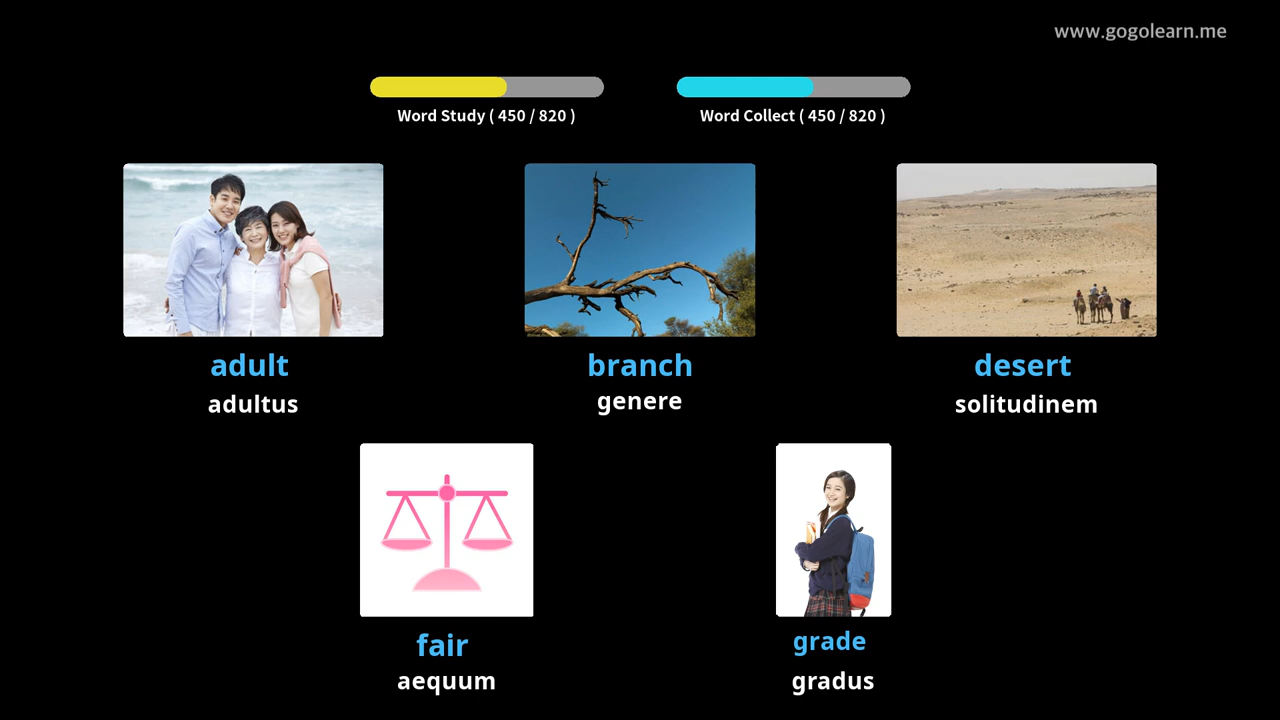 www.gogolearn.me
Word Study ( 450 / 820 )
Word Collect ( 450 / 820 )
adult
adultus
branch
genere
desert
solitudinem
fair
aequum
grade
gradus